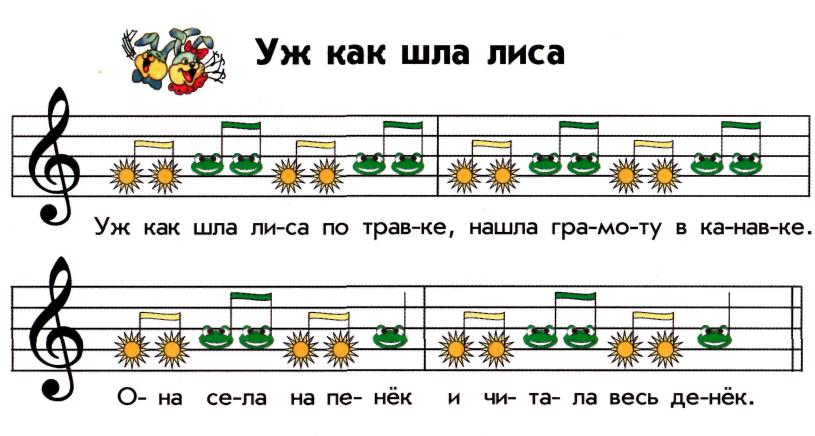 Уж как шла лиса
Уж как шла ли-са по трав-ке, нашла гра-мо-ту в ка-нав-ке.
О- на се-ла на пе- нёк и чи- та- ла весь де-нёк.